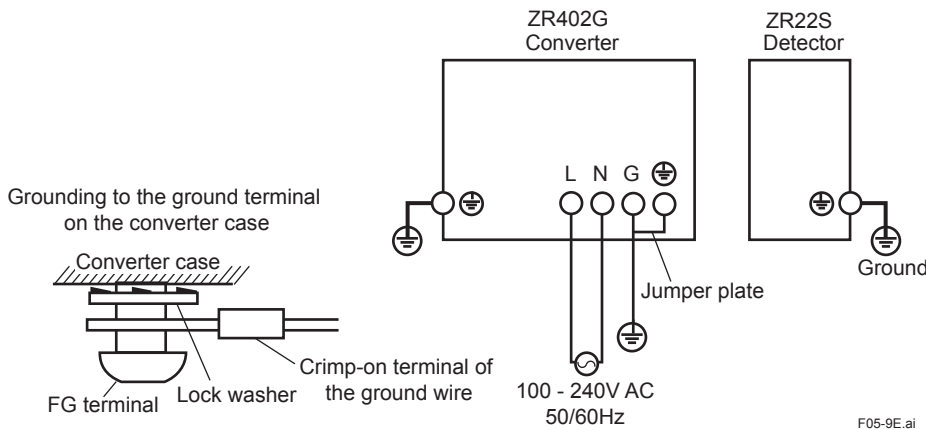 ZR402G
Converter
ZR22S
Detector
L N G
Grounding to the ground terminal
on the converter case
Converter case
Jumper plate
Ground
Crimp-on terminal of
the ground wire
Lock washer
FG terminal
100 - 240V AC
50/60Hz
F05-9E.ai